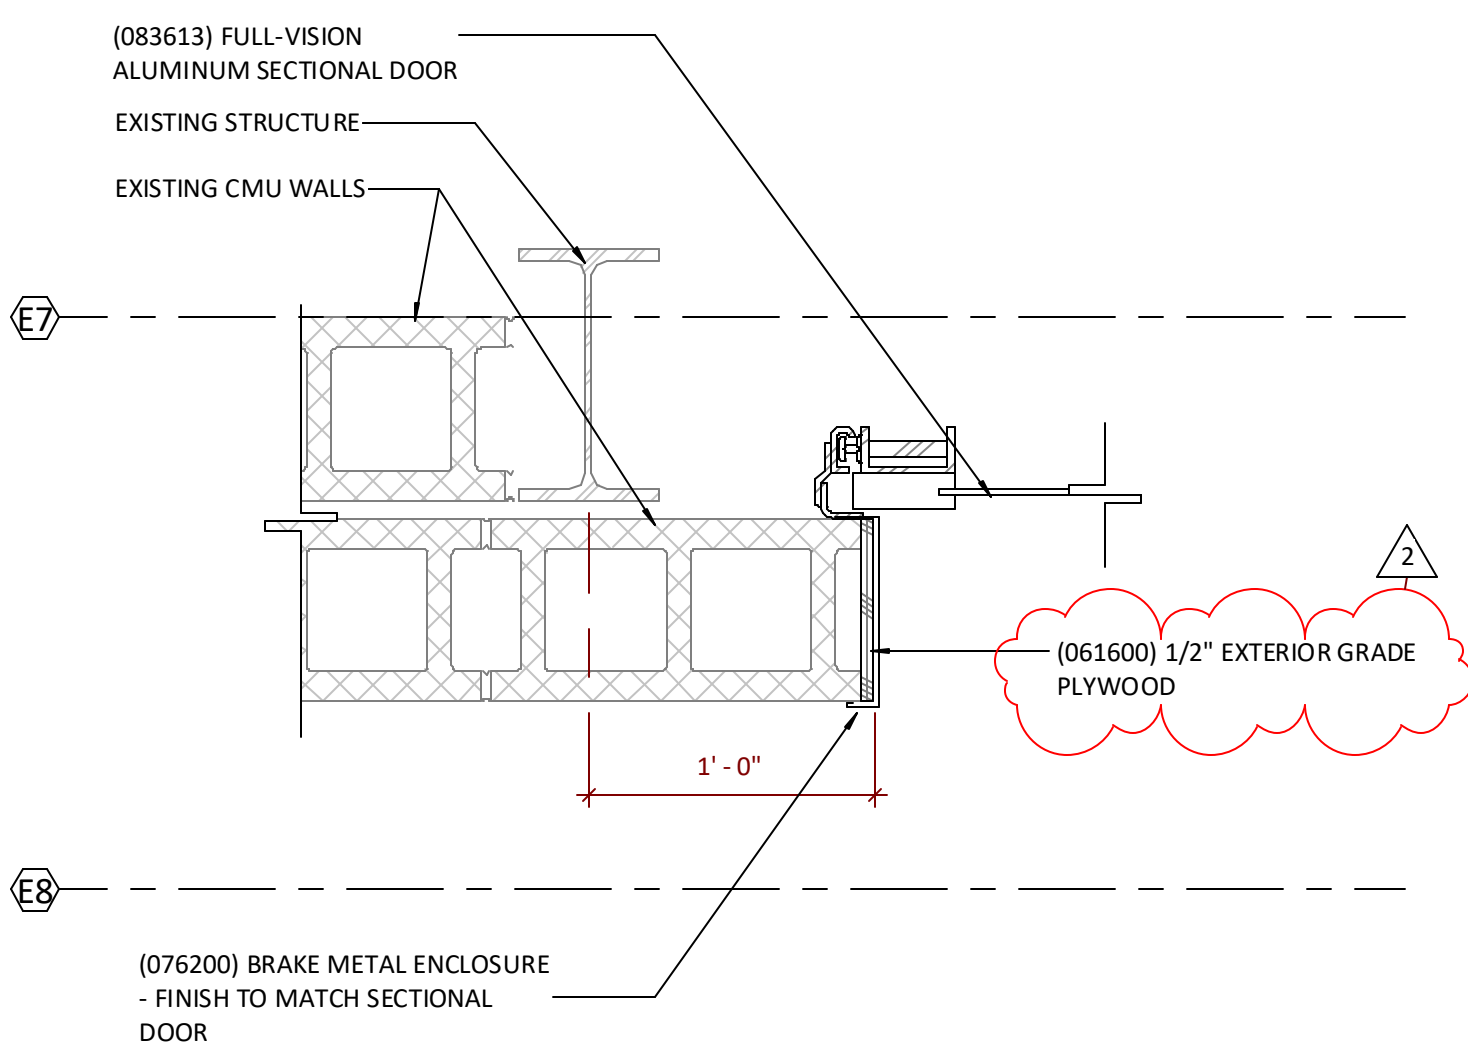 (083613) FULL-VISION
ALUMINUM SECTIONAL DOOR
EXISTING STRUCTURE
EXISTING CMU WALLS
E7
2
(061600) 1/2" EXTERIOR GRADE
PLYWOOD
1' - 0"
E8
(076200) BRAKE METAL ENCLOSURE
- FINISH TO MATCH SECTIONAL
DOOR